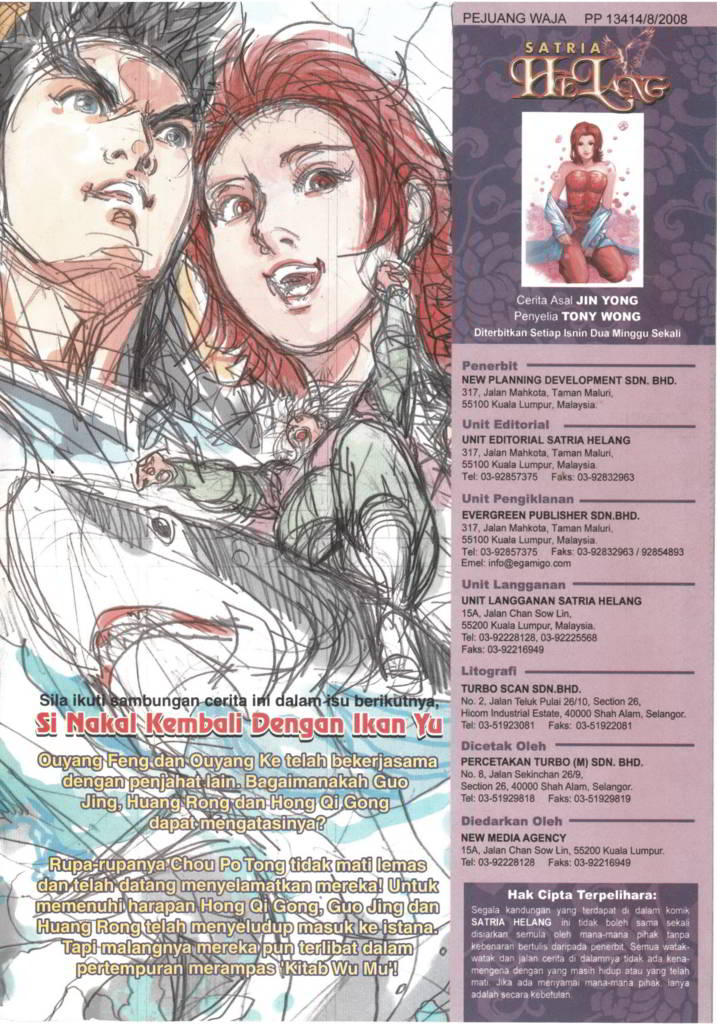 Sila ikuti sambungan cerita ini dalam isu berikutnya,
Si Nakal Kembali Dengan Ikan Yu
Ouyang Feng dan Ouyang Ke telah bekerjasama
dengan penjahat lain. Bagaimanakah Guo
Jing, Huang Rong dan Hong Qi Gong
dapat mengatasinya?
Rupa-rupanya Chou Po Tong tidak mati lemas
dan telah datang menyelamatkan mereka! Untuk
memenuhi harapan Hong Qi Gong, Guo Jing dan
Huang Rong telah menyeludup masuk ke istana.
Tapi malangnya mereka pun terlibat dalam
pertempuran merampas 'Kitab Wu Mu'!
PEJUANG WAJA PP 13414/8/2008
SATRIA
HELANG
Cerita Asal JIN YONG
Penyelia TONY WONG
Diterbitkan Setiap Isnin Dua Minggu Sekali
Penerbit
NEW PLANNING DEVELOPMENT SDN. BHD.
317, Jalan Mahkota, Taman Maluri,
55100 Kuala Lumpur, Malaysia.
Unit Editorial
UNIT EDITORIAL SATRIA HELANG
317, Jalan Mahkota, Taman Maluri,
55100 Kuala Lumpur, Malaysia.
Tel: 03-92857375 Faks: 03-92832963
Unit Pengiklanan
EVERGREEN PUBLISHER SDN.BHD.
317, Jalan Mahkota, Taman Maluri,
55100 Kuala Lumpur, Malaysia.
Tel: 03-92857375 Faks: 03-92832963 / 92854893
Emel: info@egamigo.com
Unit Langganan
UNIT LANGGANAN SATRIA HELANG
15A, Jalan Chan Sow Lin,
55200 Kuala Lumpur, Malaysia.
Tel: 03-92228128, 03-92225568
Faks: 03-92216949
Litografi
TURBO SCAN SDN.BHD.
No. 2, Jalan Teluk Pulai 26/10, Section 26,
Hicom Industrial Estate, 40000 Shah Alam, Selangor.
Tel: 03-51923081 Faks: 03-51922081
Dicetak Oleh
PERCETAKAN TURBO (M) SDN. BHD.
No. 8, Jalan Sekinchan 26/9,
Section 26, 40000 Shah Alam, Selangor.
Tel: 03-51929818 Faks: 03-51929819
Diedarkan Oleh
NEW MEDIA AGENCY
15A, Jalan Chan Sow Lin, 55200 Kuala Lumpur.
Tel: 03-92228128 Faks: 03-92216949
Hak Cipta Terpelihara:
Segala kandungan yang terdapat di dalam komik
SATRIA HELANG ini tidak boleh sama sekali
disiarkan semula oleh mana-mana pihak tanpa
kebenaran bertulis daripada penerbit. Semua watak-
watak dan jalan cerita di dalamnya tidak ada kena-
mengena dengan yang masih hidup atau yang telah
mati. Jika ada menyamai mana-mana pihak, ianya
adalah secara kebetulan.